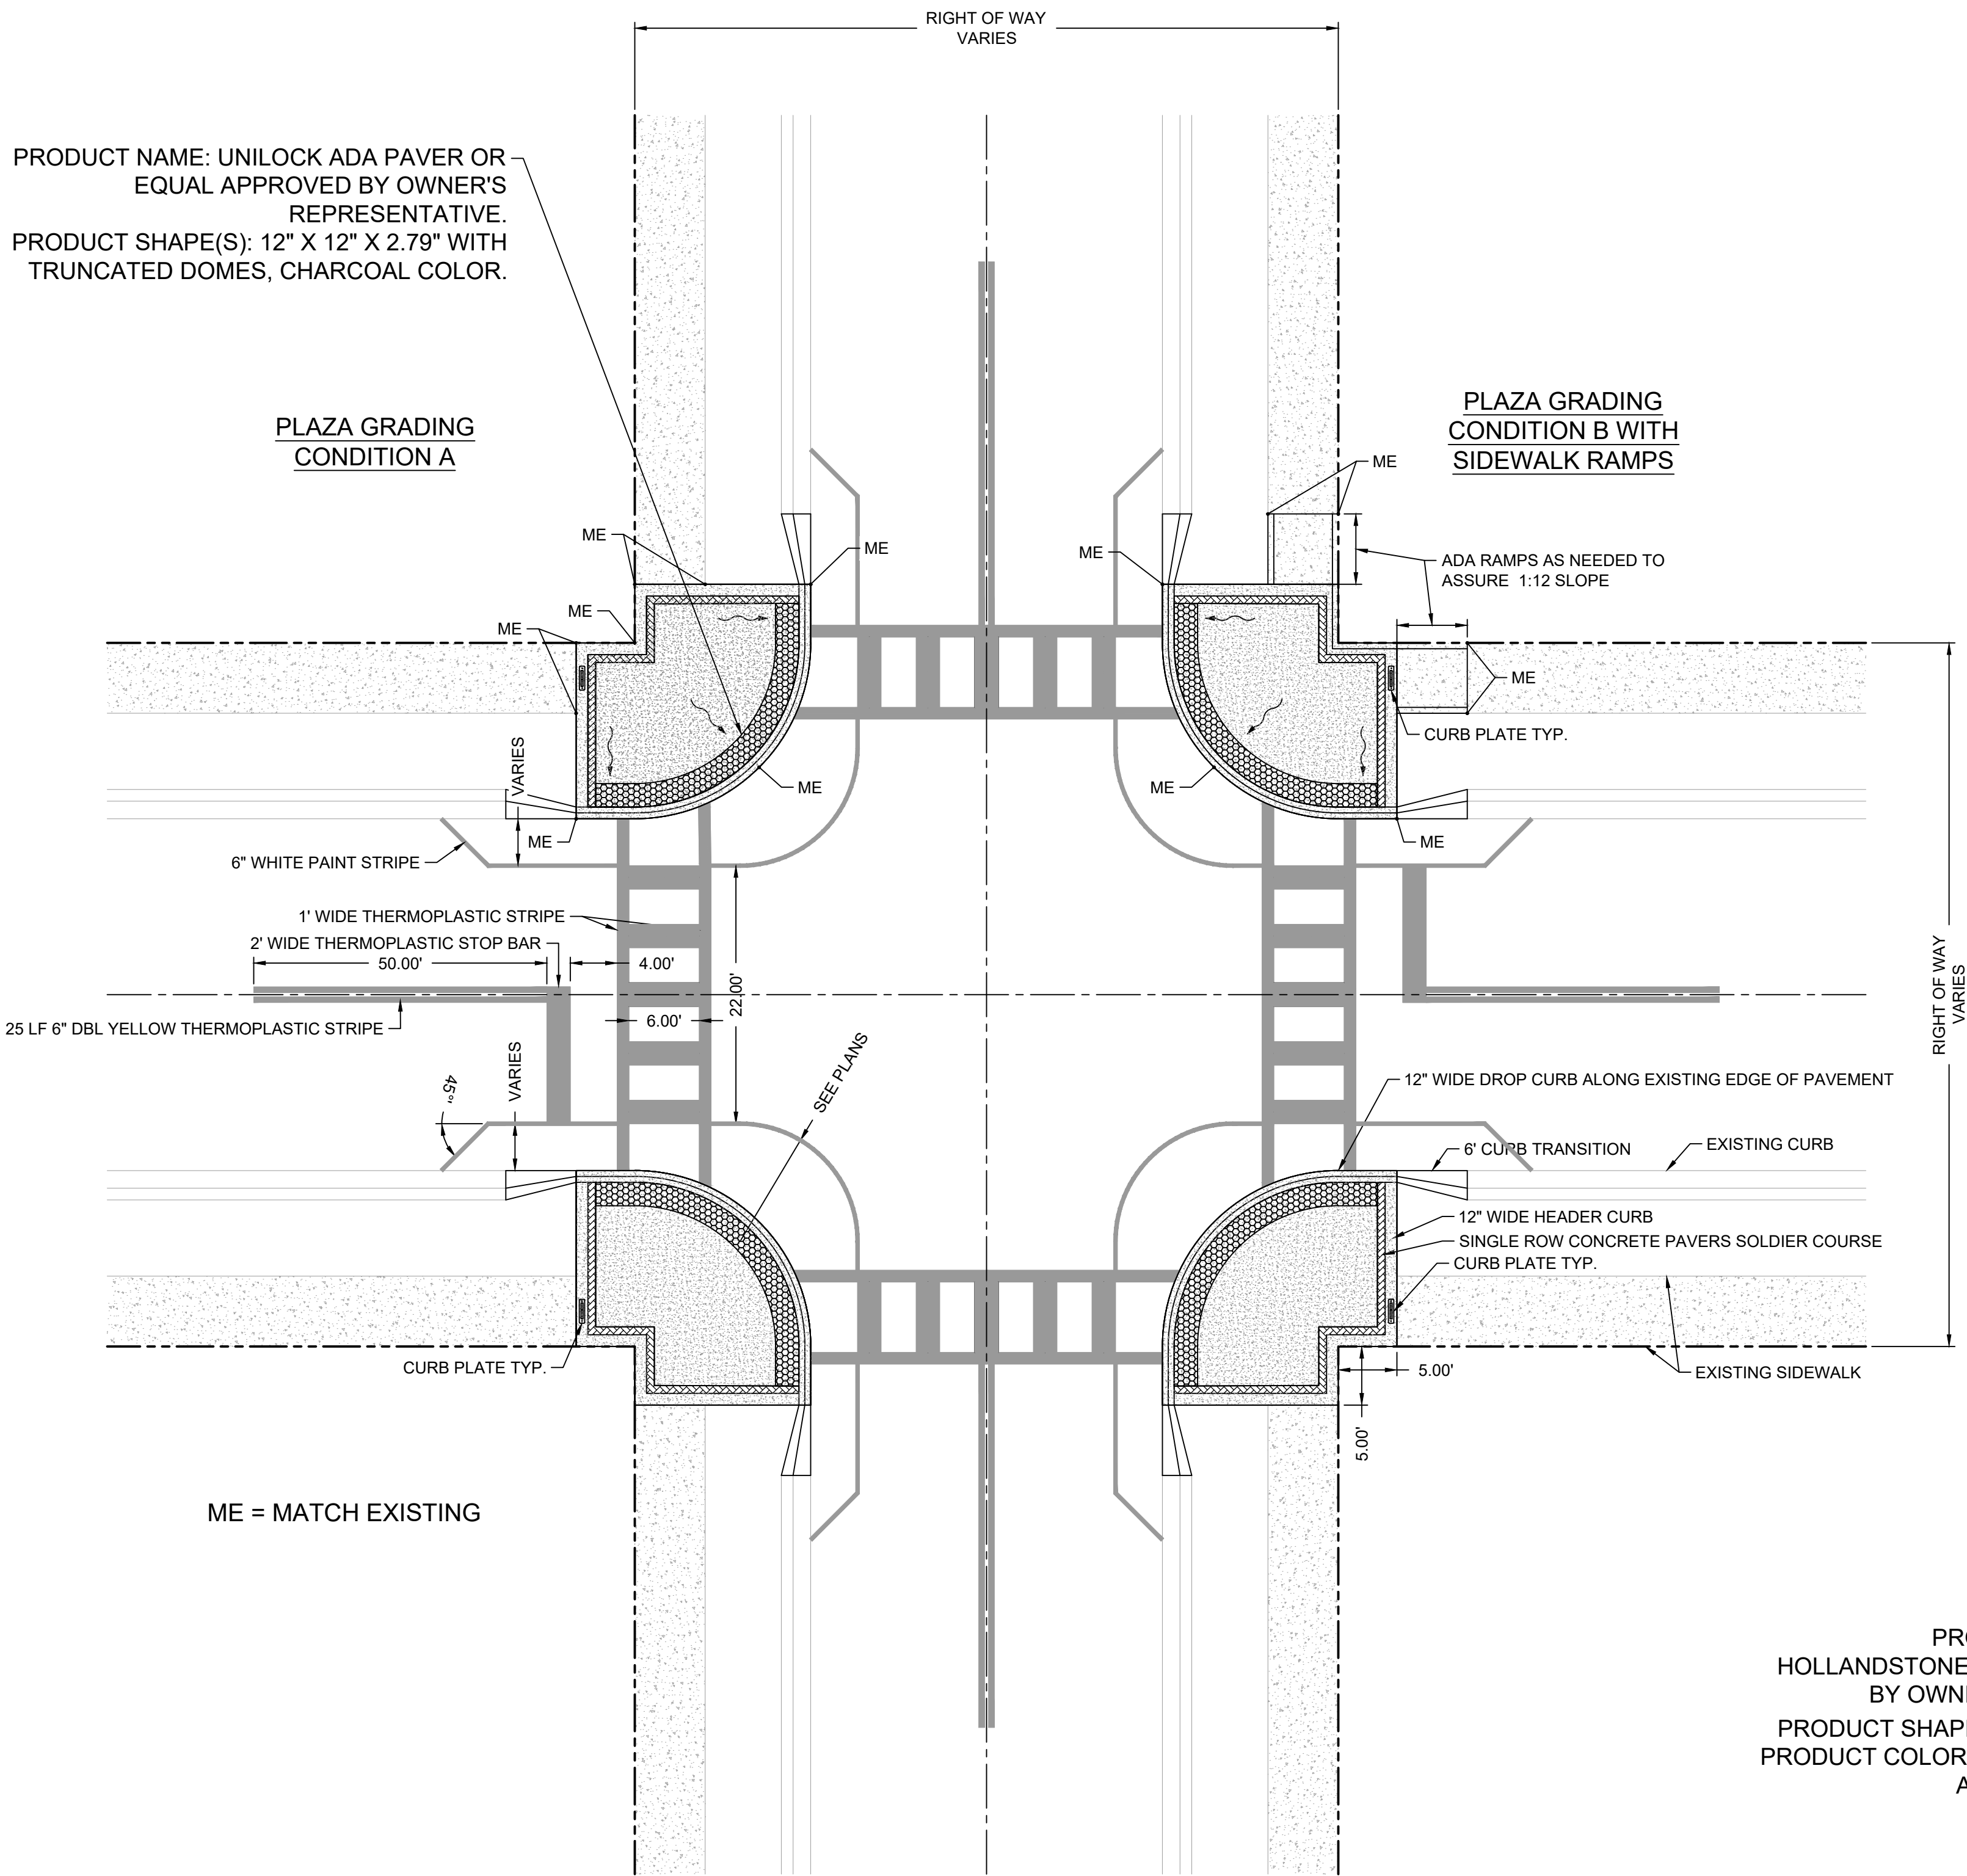 RIGHT OF WAY
VARIES
PRODUCT NAME: UNILOCK ADA PAVER OR
EQUAL APPROVED BY OWNER'S
REPRESENTATIVE.
PRODUCT SHAPE(S): 12" X 12" X 2.79" WITH
TRUNCATED DOMES, CHARCOAL COLOR.
PLAZA GRADING
CONDITION A
PLAZA GRADING
CONDITION B WITH
SIDEWALK RAMPS
ME
ME
ME
ME
ADA RAMPS AS NEEDED TO
ASSURE 1:12 SLOPE
ME
ME
ME
CURB PLATE TYP.
VARIES
ME
ME
ME
ME
6" WHITE PAINT STRIPE
1' WIDE THERMOPLASTIC STRIPE
2' WIDE THERMOPLASTIC STOP BAR
50.00'
4.00'
22.00'
6.00'
25 LF 6" DBL YELLOW THERMOPLASTIC STRIPE
RIGHT OF WAY
VARIES
45°
VARIES
SEE PLANS
12" WIDE DROP CURB ALONG EXISTING EDGE OF PAVEMENT
6' CURB TRANSITION
EXISTING CURB
12" WIDE HEADER CURB
SINGLE ROW CONCRETE PAVERS SOLDIER COURSE
CURB PLATE TYP.
CURB PLATE TYP.
5.00'
EXISTING SIDEWALK
5.00'
ME = MATCH EXISTING
PRO
HOLLANDSTONE
BY OWN
PRODUCT SHAP
PRODUCT COLOR
A